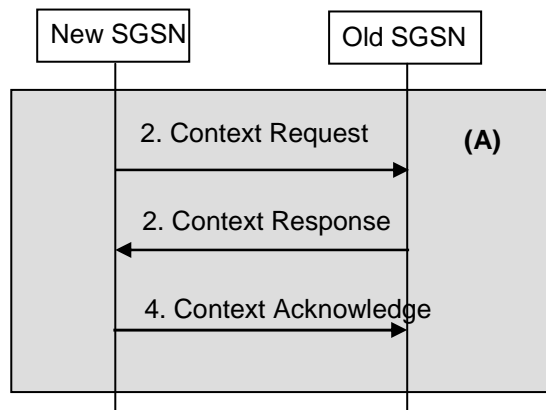 New SGSN
Old SGSN
2. Context Request
(A)
2. Context Response
4. Context Acknowledge